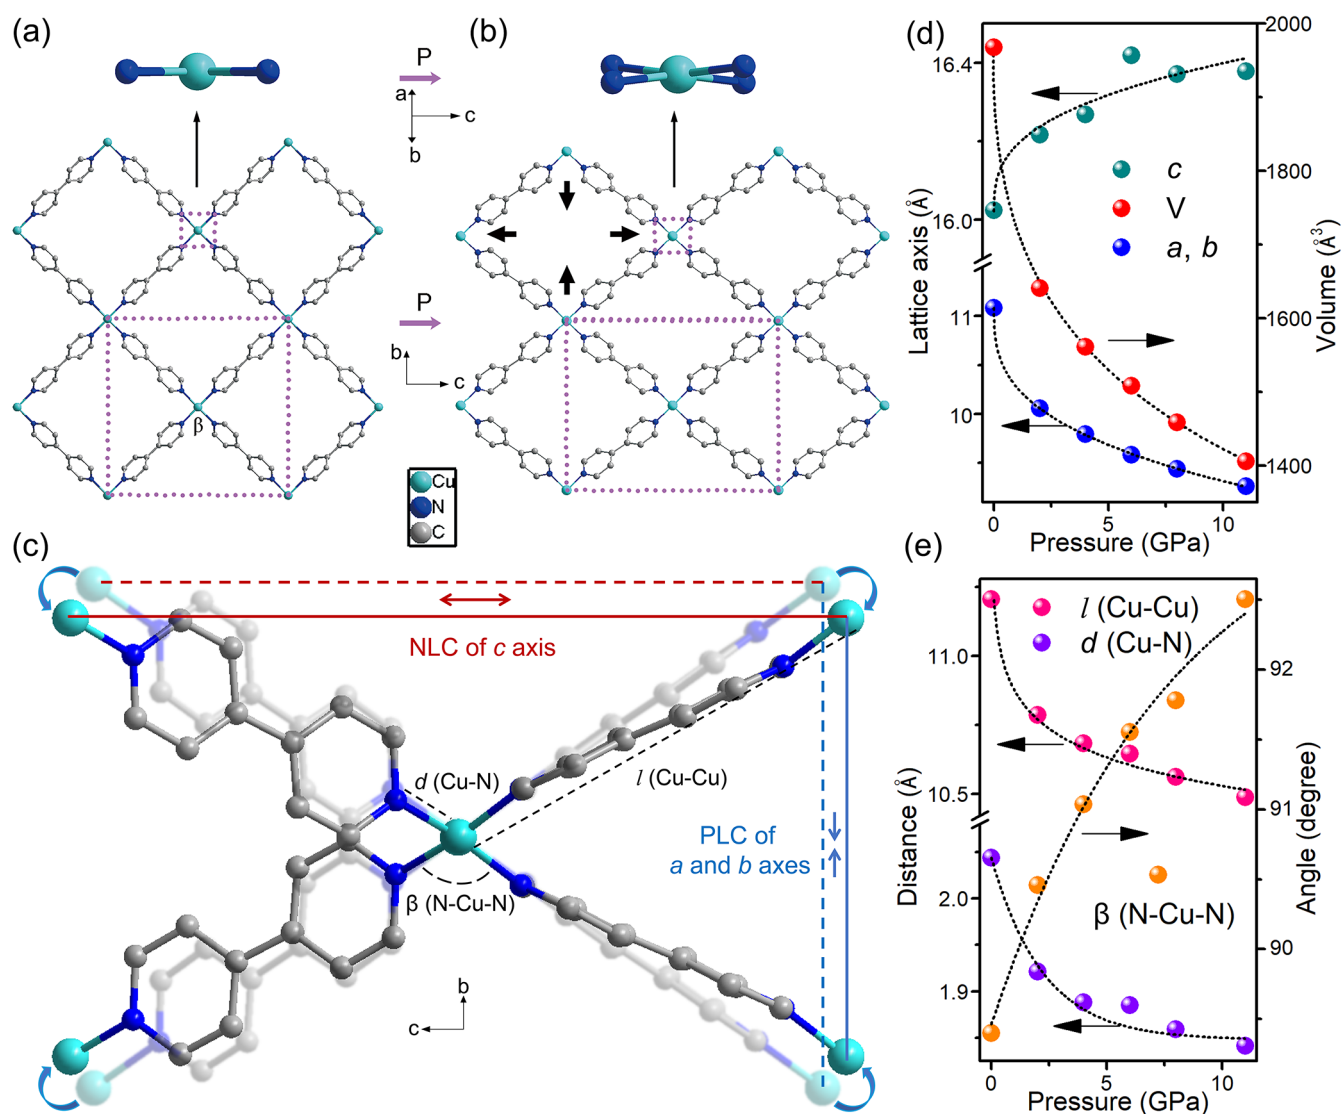 (a)
P
a
c
b
(b)
P
b
c
β
Cu
N
C
(c)
NLC of c axis
d (Cu-N)
l (Cu-Cu)
β (N-Cu-N)
PLC of
a and b axes
b
c
(d)
16.4
16.0
11
10
Lattice axis (Å)
c
V
a, b
2000
1800
1600
1400
Volume (Å³)
0 5 10
Pressure (GPa)
(e)
l (Cu-Cu)
d (Cu-N)
11.0
10.5
2.0
1.9
Distance (Å)
β (N-Cu-N)
92
91
90
Angle (degree)
0 5 10
Pressure (GPa)